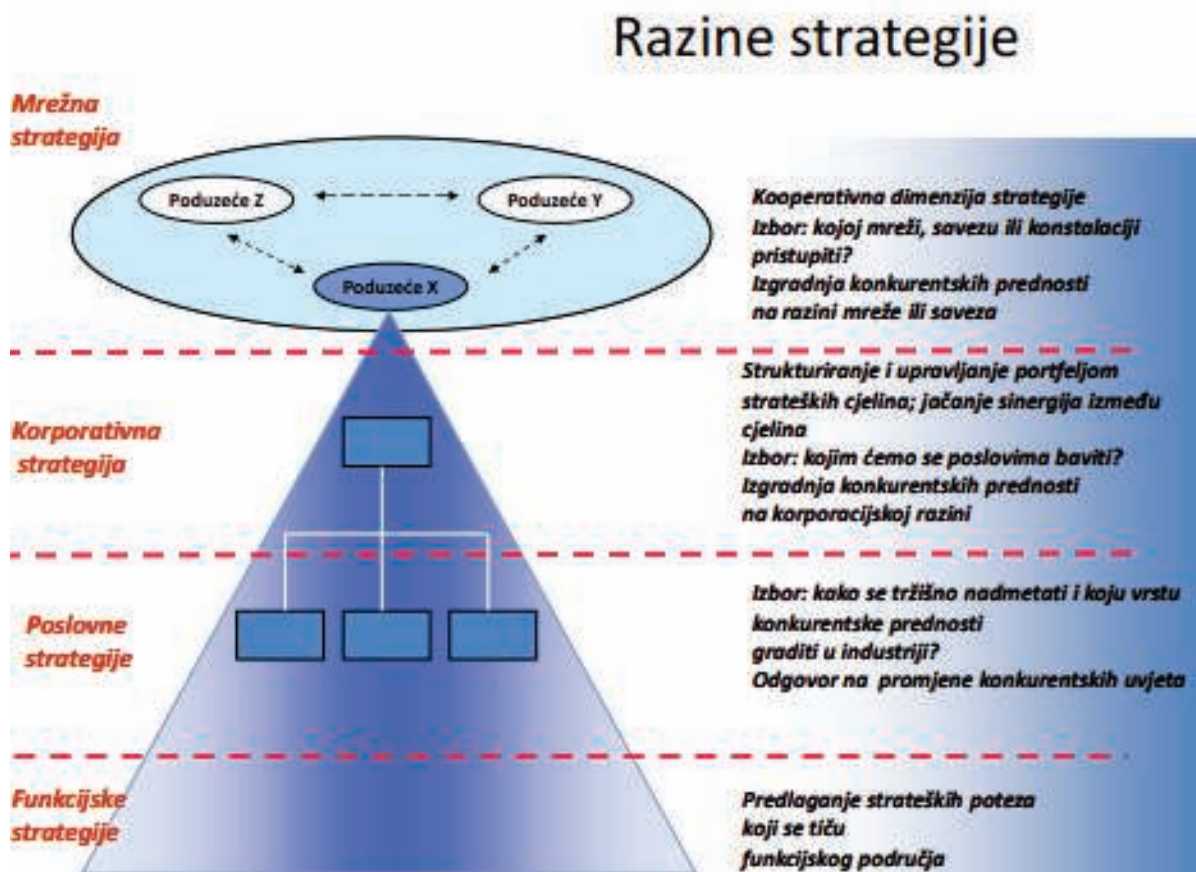 Razine strategije
Mrežna
strategija
Poduzeće Z
Poduzeće Y
Poduzeće X
Kooperativna dimenzija strategije
Izbor: kojoj mreži, savezu ili konstalaciji
pristupiti?
Izgradnja konkurentskih prednosti
na razini mreže ili saveza
Korporativna
strategija
Strukturiranje i upravljanje portfeljom
strateških cjelina; jačanje sinergija između
cjelina
Izbor: kojim ćemo se poslovima baviti?
Izgradnja konkurentskih prednosti
na korporacijskoj razini
Poslovne
strategije
Izbor: kako se tržišno nadmetati i koju vrstu
konkurentske prednosti
graditi u industriji?
Odgovor na promjene konkurentskih uvjeta
Funkcijske
strategije
Predlaganje strateških poteza
koji se tiču
funkcijskog područja